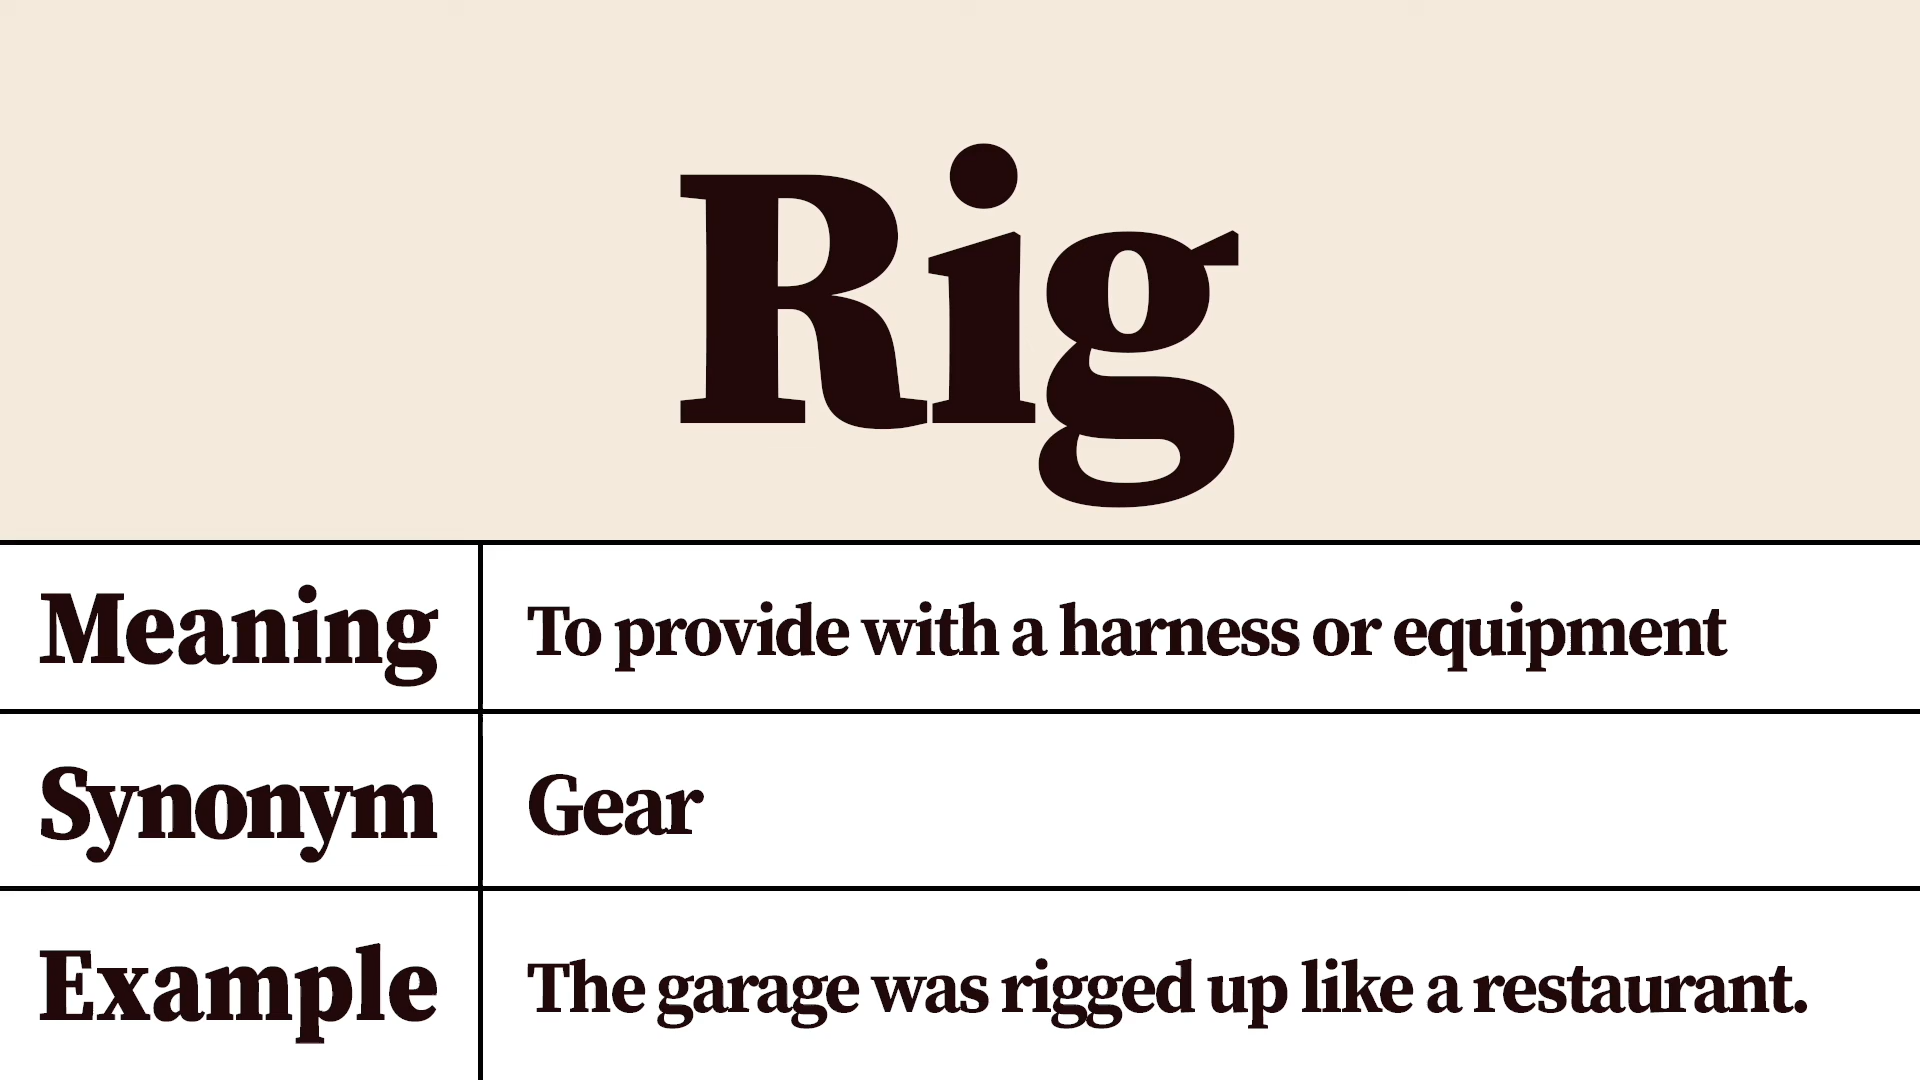 Rig
Meaning
To provide with a harness or equipment
Synonym
Gear
Example
The garage was rigged up like a restaurant.